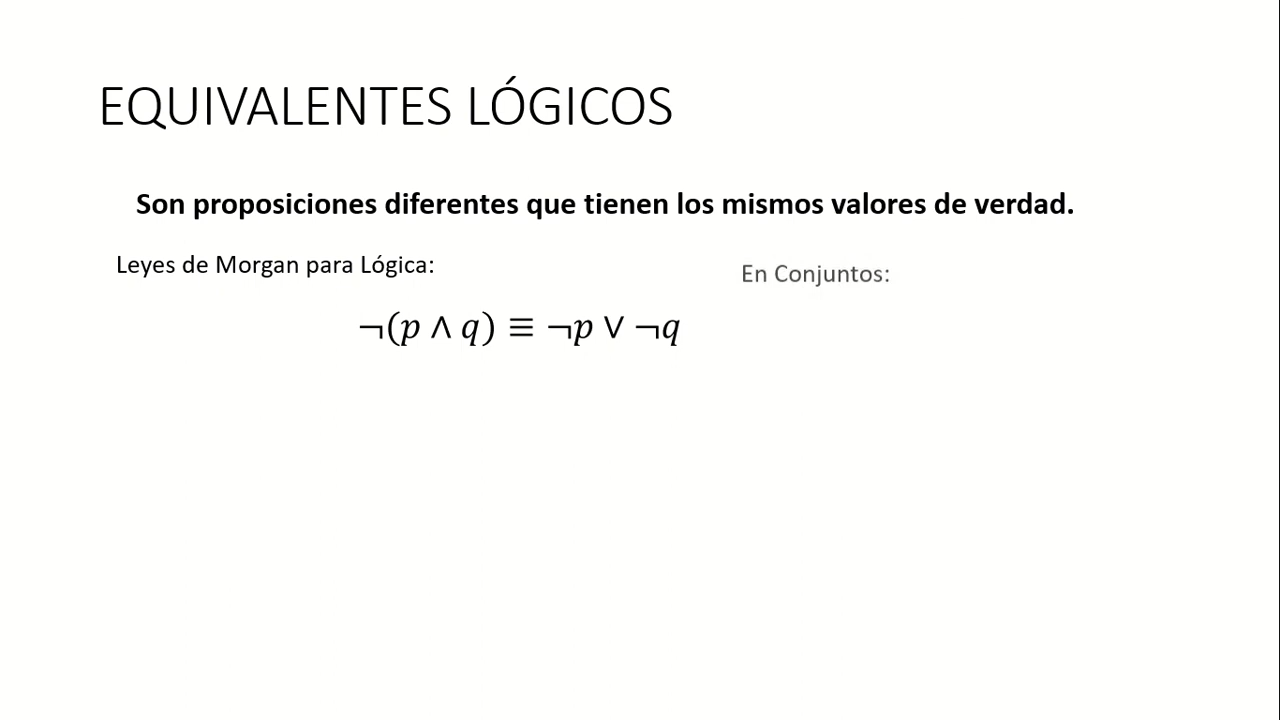 EQUIVALENTES LÓGICOS
Son proposiciones diferentes que tienen los mismos valores de verdad.
Leyes de Morgan para Lógica:
En Conjuntos:
¬(p ∧ q) ≡ ¬p ∨ ¬q